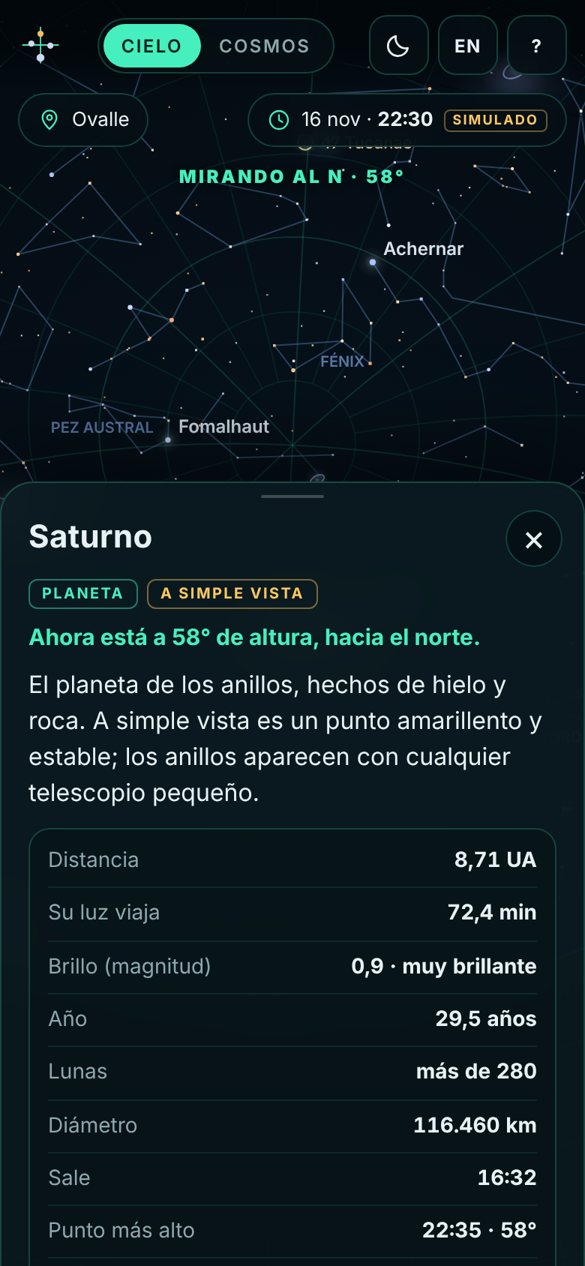 CIELO COSMOS EN ?
Ovalle 16 nov · 22:30 SIMULADO
MIRANDO AL N · 58°
Achernar
FÉNIX
PEZ AUSTRAL Fomalhaut
Saturno
PLANETA A SIMPLE VISTA
Ahora está a 58° de altura, hacia el norte.
El planeta de los anillos, hechos de hielo y
roca. A simple vista es un punto amarillento y
estable; los anillos aparecen con cualquier
telescopio pequeño.
Distancia 8,71 UA
Su luz viaja 72,4 min
Brillo (magnitud) 0,9 · muy brillante
Año 29,5 años
Lunas más de 280
Diámetro 116.460 km
Sale 16:32
Punto más alto 22:35 · 58°